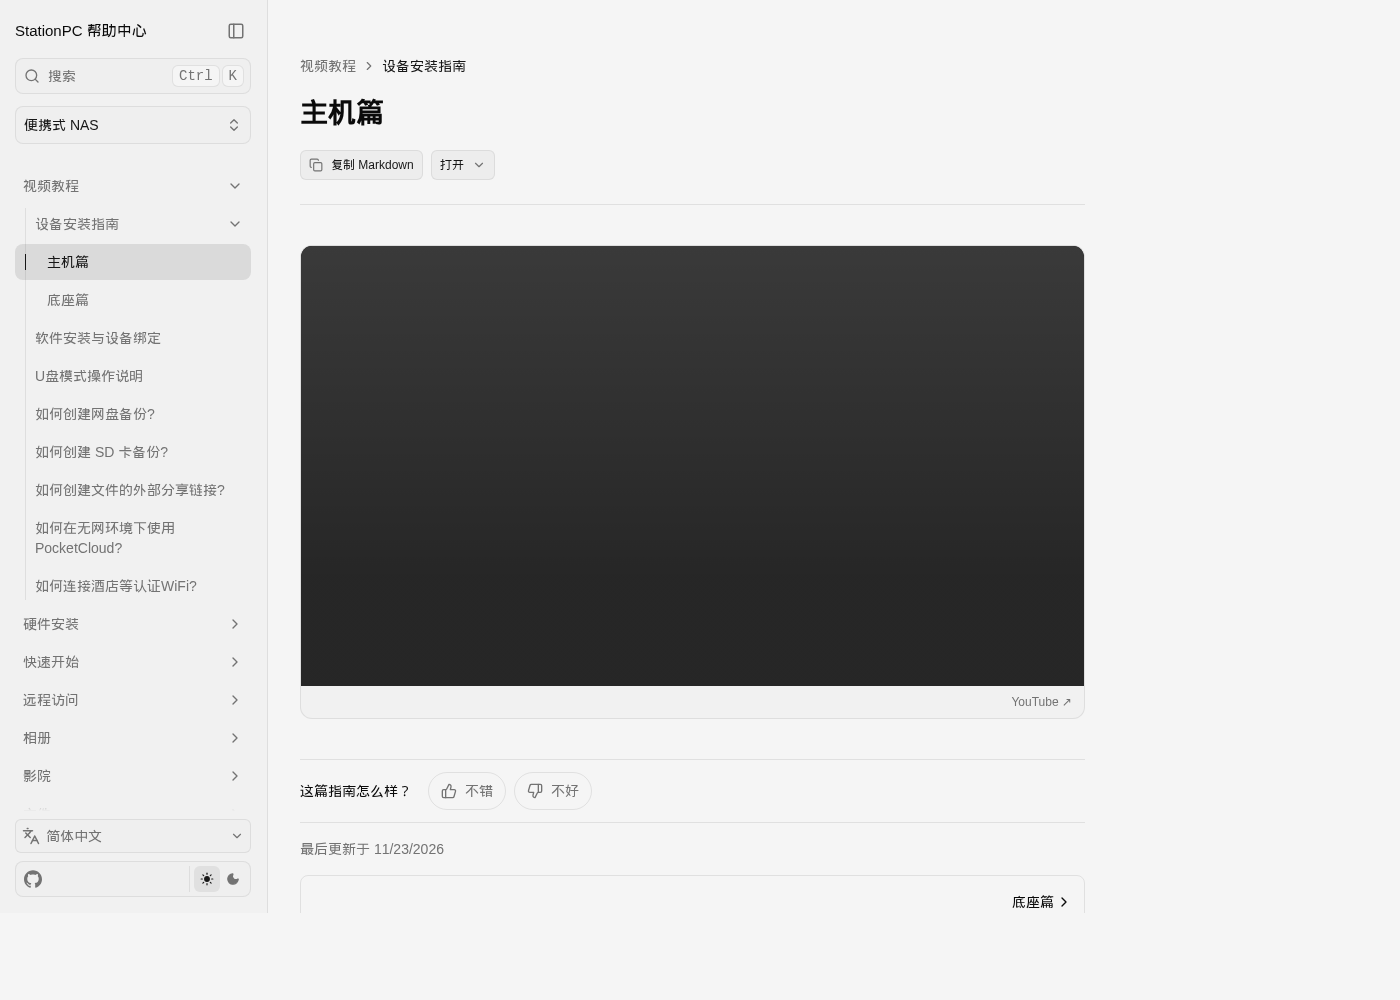 StationPC 帮助中心
搜索
Ctrl K
便携式 NAS
视频教程
设备安装指南
主机篇
底座篇
软件安装与设备绑定
U盘模式操作说明
如何创建网盘备份?
如何创建 SD 卡备份?
如何创建文件的外部分享链接?
如何在无网环境下使用
PocketCloud?
如何连接酒店等认证WiFi?
硬件安装
快速开始
远程访问
相册
影院
简体中文
视频教程 设备安装指南
主机篇
复制 Markdown
打开
YouTube ↗
这篇指南怎么样？
不错
不好
最后更新于 11/23/2026
底座篇